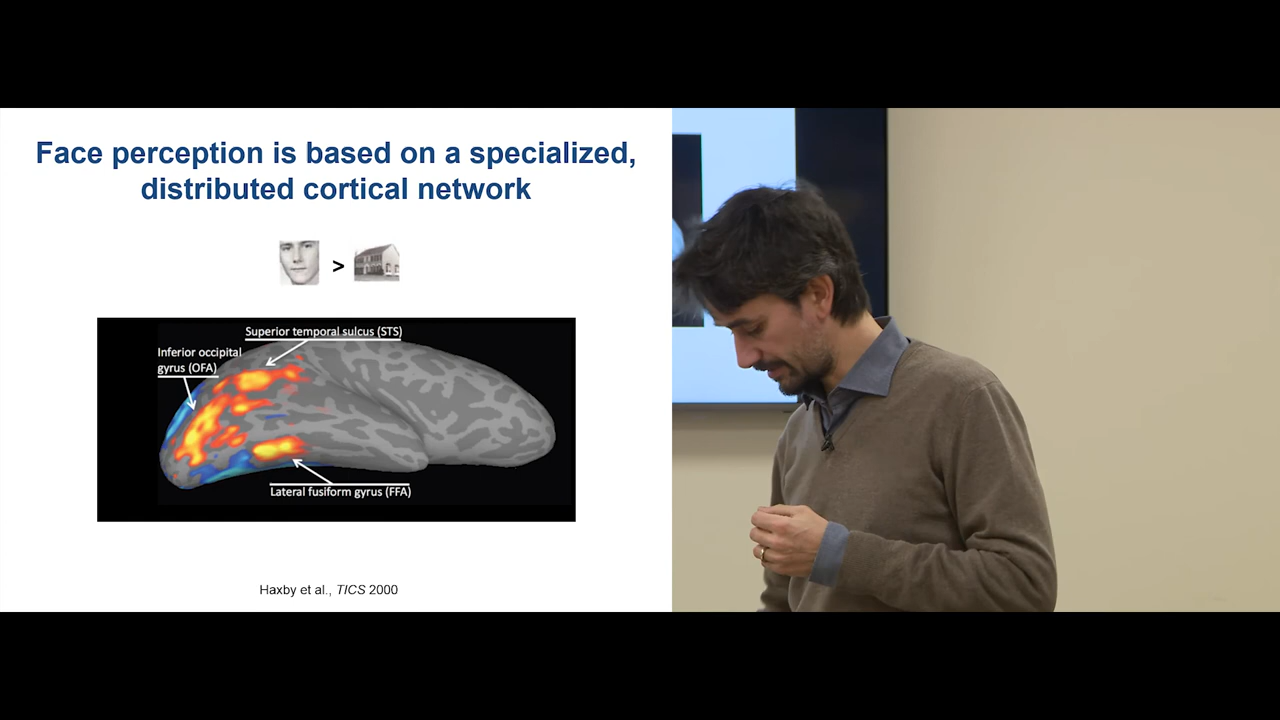 Face perception is based on a specialized,
distributed cortical network
>
Superior temporal sulcus (STS)
Inferior occipital
gyrus (OFA)
Lateral fusiform gyrus (FFA)
Haxby et al., TICS 2000